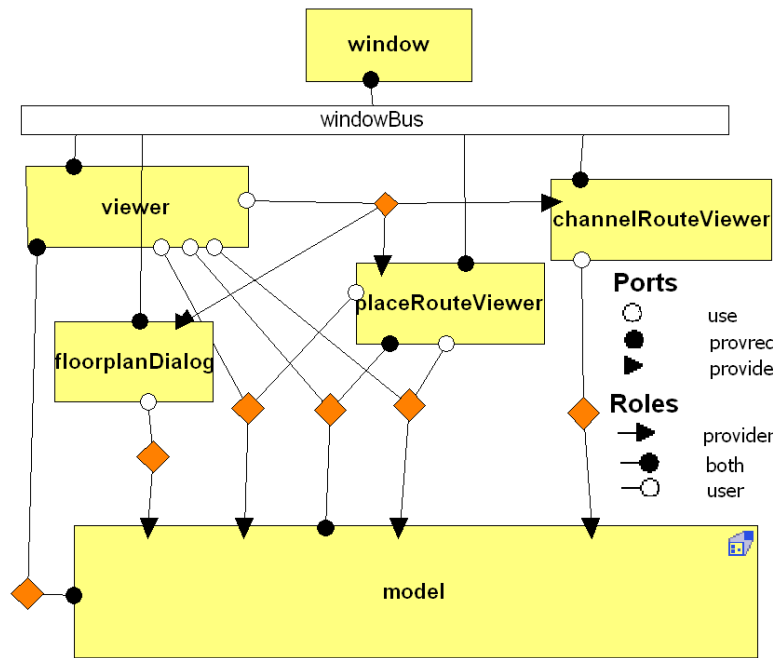 window
windowBus
viewer
channelRouteViewer
placeRouteViewer
floorplanDialog
Ports
use
provrec
provide
Roles
provider
both
user
model